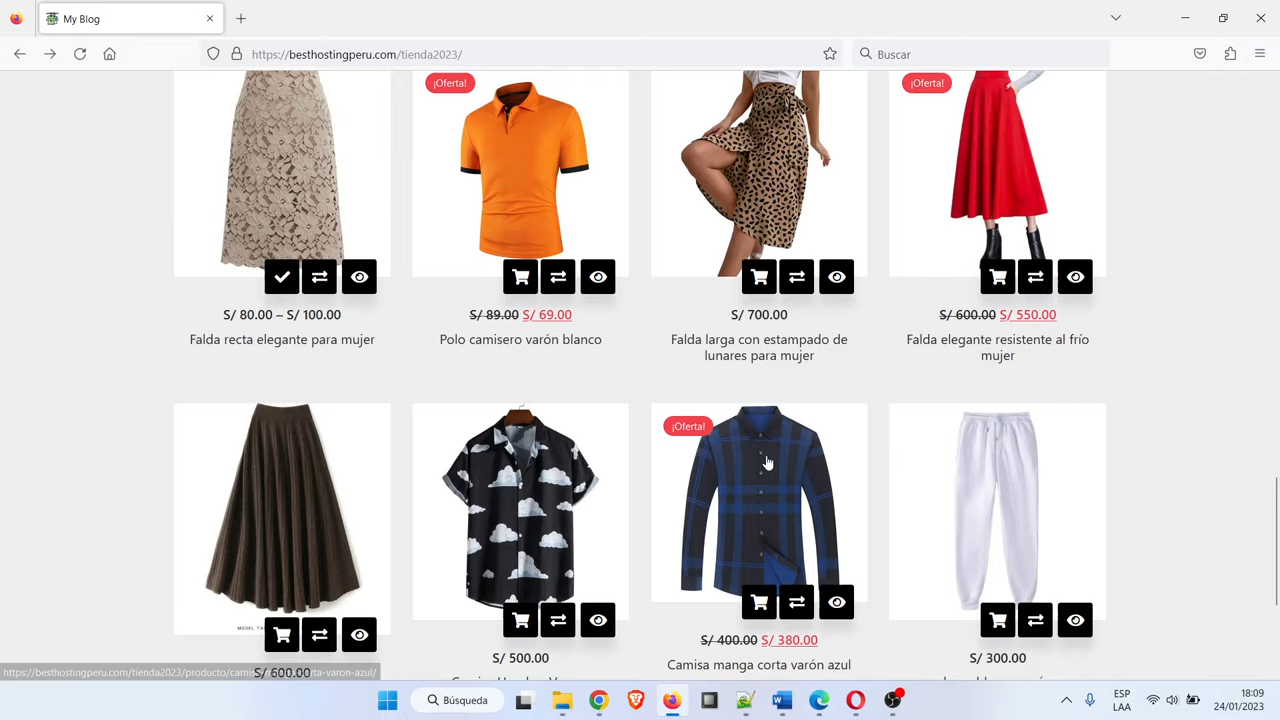 My Blog
https://besthostingperu.com/tienda2023/
Buscar
¡Oferta!
¡Oferta!
S/ 80.00 – S/ 100.00
S/ 89.00 S/ 69.00
S/ 700.00
S/ 600.00 S/ 550.00
Falda recta elegante para mujer
Polo camisero varón blanco
Falda larga con estampado de
lunares para mujer
Falda elegante resistente al frío
mujer
¡Oferta!
MODEL
S/ 600.00
S/ 500.00
S/ 400.00 S/ 380.00
Camisa manga corta varón azul
S/ 300.00
https://besthostingperu.com/tienda2023/producto/camis
rta-varon-azul/
Búsqueda
ESP
LAA
18:09
24/01/2023